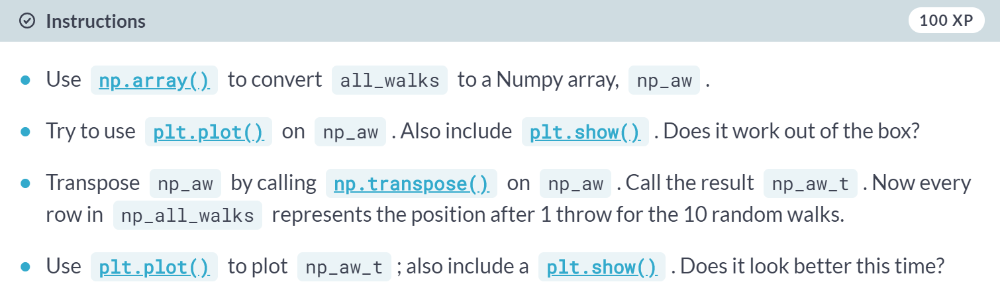 Instructions 100 XP
Use np.array() to convert all_walks to a Numpy array, np_aw .
Try to use plt.plot() on np_aw . Also include plt.show() . Does it work out of the box?
Transpose np_aw by calling np.transpose() on np_aw . Call the result np_aw_t . Now every
row in np_all_walks represents the position after 1 throw for the 10 random walks.
Use plt.plot() to plot np_aw_t ; also include a plt.show() . Does it look better this time?